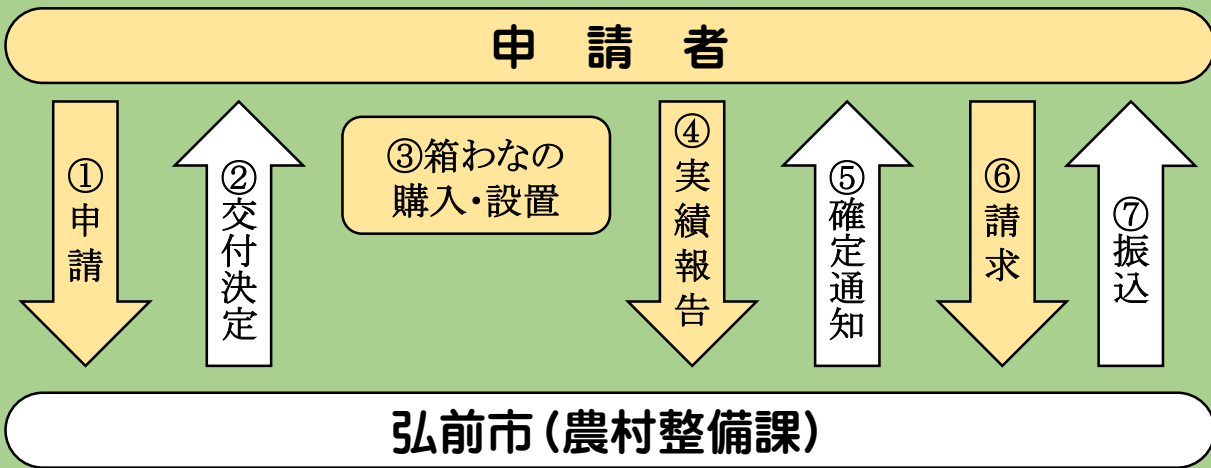 申請者
①申請
②交付決定
③箱わなの
購入・設置
④実績報告
⑤確定通知
⑥請求
⑦振込
弘前市(農村整備課)